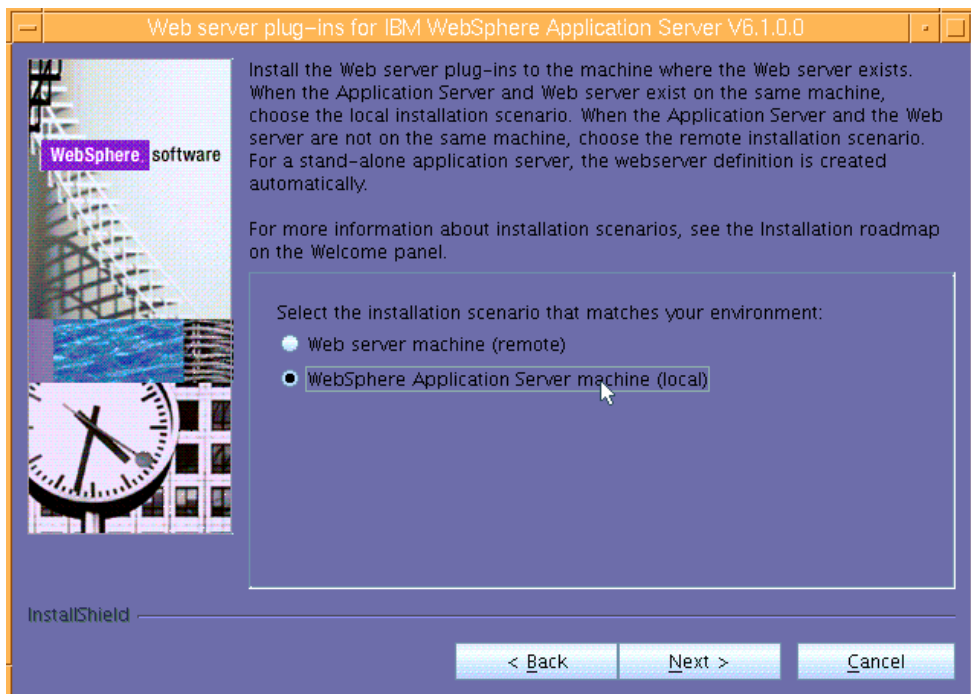 Web server plug-ins for IBM WebSphere Application Server V6.1.0.0
WebSphere. software
Install the Web server plug-ins to the machine where the Web server exists.
When the Application Server and Web server exist on the same machine,
choose the local installation scenario. When the Application Server and the Web
server are not on the same machine, choose the remote installation scenario.
For a stand-alone application server, the webserver definition is created
automatically.
For more information about installation scenarios, see the Installation roadmap
on the Welcome panel.
Select the installation scenario that matches your environment:
Web server machine (remote)
WebSphere Application Server machine (local)
InstallShield
< Back
Next >
Cancel